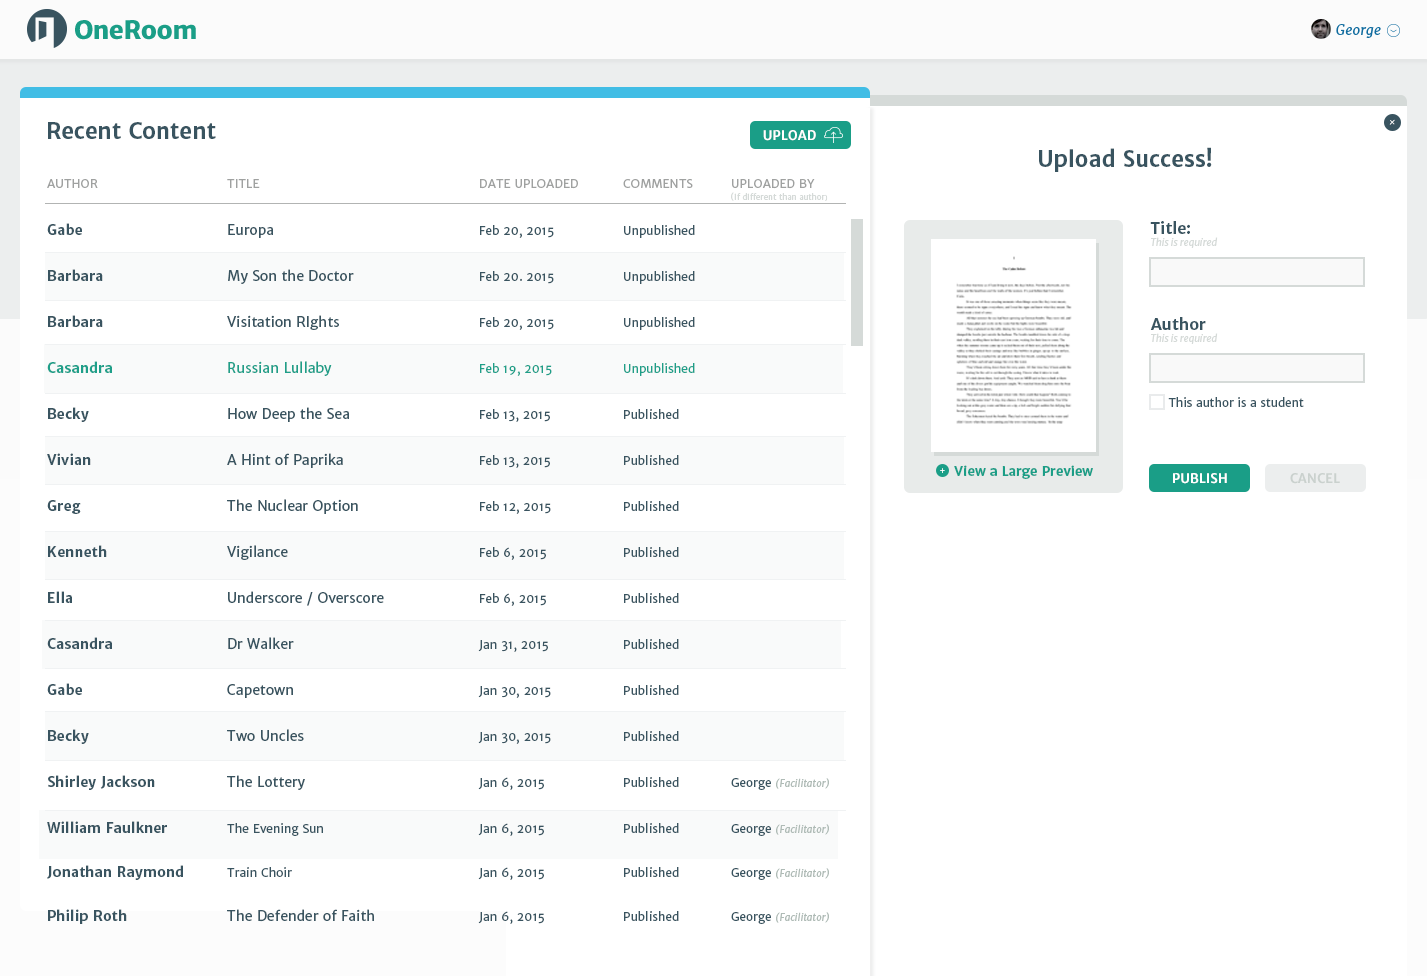 OneRoom
George
Recent Content
UPLOAD
AUTHOR TITLE DATE UPLOADED COMMENTS UPLOADED BY
(If different than author)
Gabe Europa Feb 20, 2015 Unpublished
Barbara My Son the Doctor Feb 20. 2015 Unpublished
Barbara Visitation RIghts Feb 20, 2015 Unpublished
Casandra Russian Lullaby Feb 19, 2015 Unpublished
Becky How Deep the Sea Feb 13, 2015 Published
Vivian A Hint of Paprika Feb 13, 2015 Published
Greg The Nuclear Option Feb 12, 2015 Published
Kenneth Vigilance Feb 6, 2015 Published
Ella Underscore / Overscore Feb 6, 2015 Published
Casandra Dr Walker Jan 31, 2015 Published
Gabe Capetown Jan 30, 2015 Published
Becky Two Uncles Jan 30, 2015 Published
Shirley Jackson The Lottery Jan 6, 2015 Published George (Facilitator)
William Faulkner The Evening Sun Jan 6, 2015 Published George (Facilitator)
Jonathan Raymond Train Choir Jan 6, 2015 Published George (Facilitator)
Philip Roth The Defender of Faith Jan 6, 2015 Published George (Facilitator)
Upload Success!
View a Large Preview
Title:
This is required
Author
This is required
This author is a student
PUBLISH
CANCEL